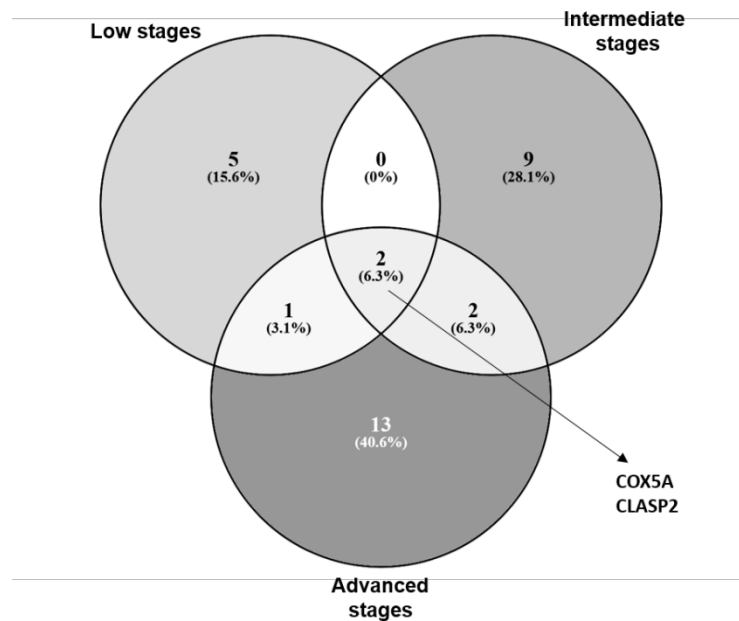 Low stages
Intermediate
stages
5
(15.6%)
0
(0%)
9
(28.1%)
2
(6.3%)
1
(3.1%)
2
(6.3%)
13
(40.6%)
COX5A
CLASP2
Advanced
stages